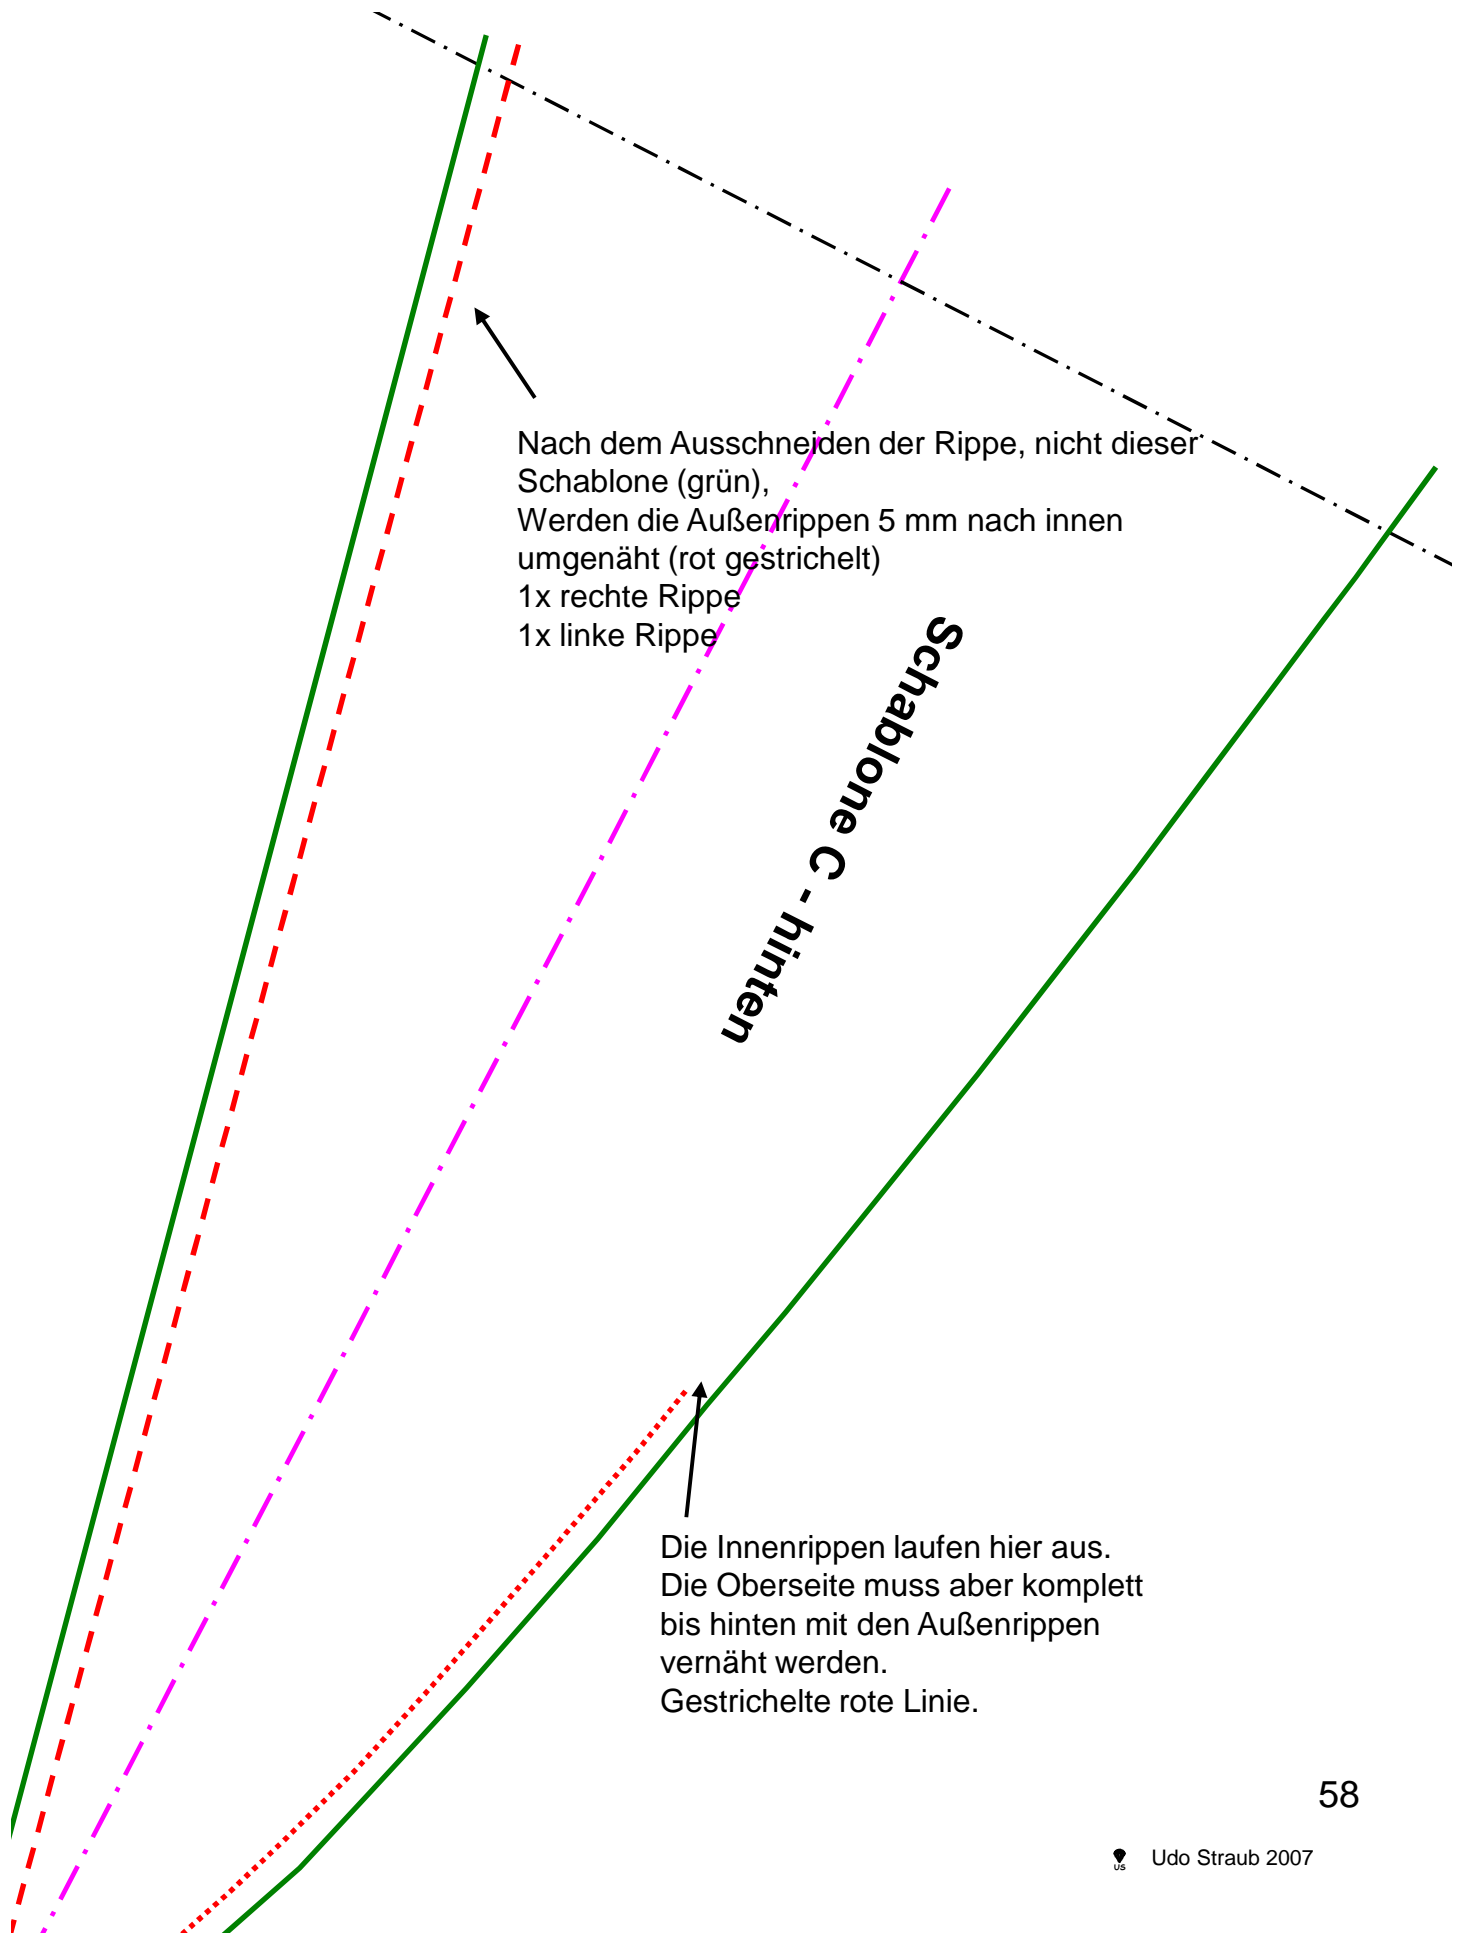 Nach dem Ausschneiden der Rippe, nicht dieser
Schablone (grün),
Werden die Außenrippen 5 mm nach innen
umgenäht (rot gestrichelt)
1x rechte Rippe
1x linke Rippe
Schablone C - hinten
Die Innenrippen laufen hier aus.
Die Oberseite muss aber komplett
bis hinten mit den Außenrippen
vernäht werden.
Gestrichelte rote Linie.
58
US
Udo Straub 2007